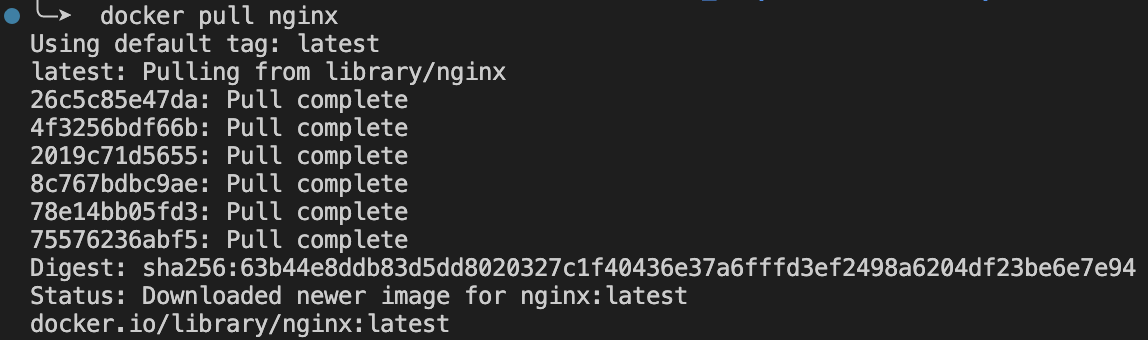 docker pull nginx
Using default tag: latest
latest: Pulling from library/nginx
26c5c85e47da: Pull complete
4f3256bdf66b: Pull complete
2019c71d5655: Pull complete
8c767bdbc9ae: Pull complete
78e14bb05fd3: Pull complete
75576236abf5: Pull complete
Digest: sha256:63b44e8ddb83d5dd8020327c1f40436e37a6fffd3ef2498a6204df23be6e7e94
Status: Downloaded newer image for nginx:latest
docker.io/library/nginx:latest